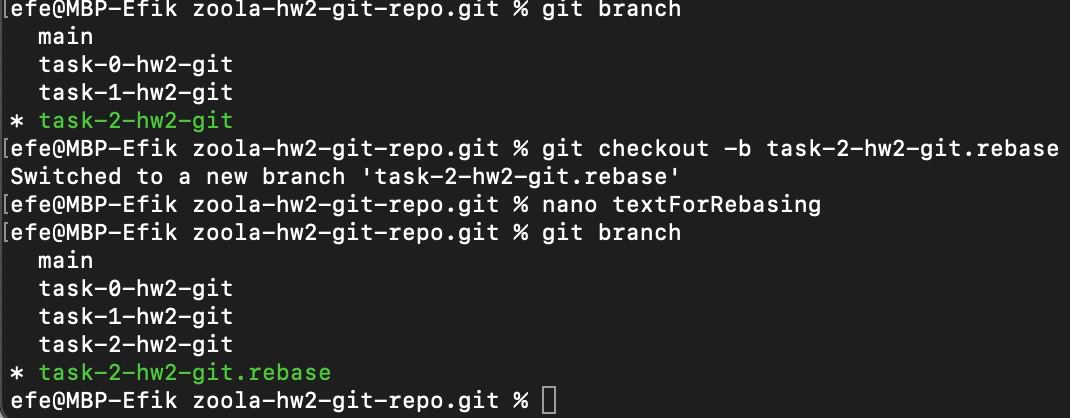 [efe@MBP-Efik zoola-hw2-git-repo.git % git branch
  main
  task-0-hw2-git
  task-1-hw2-git
* task-2-hw2-git
[efe@MBP-Efik zoola-hw2-git-repo.git % git checkout -b task-2-hw2-git.rebase
Switched to a new branch 'task-2-hw2-git.rebase'
[efe@MBP-Efik zoola-hw2-git-repo.git % nano textForRebasing
[efe@MBP-Efik zoola-hw2-git-repo.git % git branch
  main
  task-0-hw2-git
  task-1-hw2-git
  task-2-hw2-git
* task-2-hw2-git.rebase
efe@MBP-Efik zoola-hw2-git-repo.git %